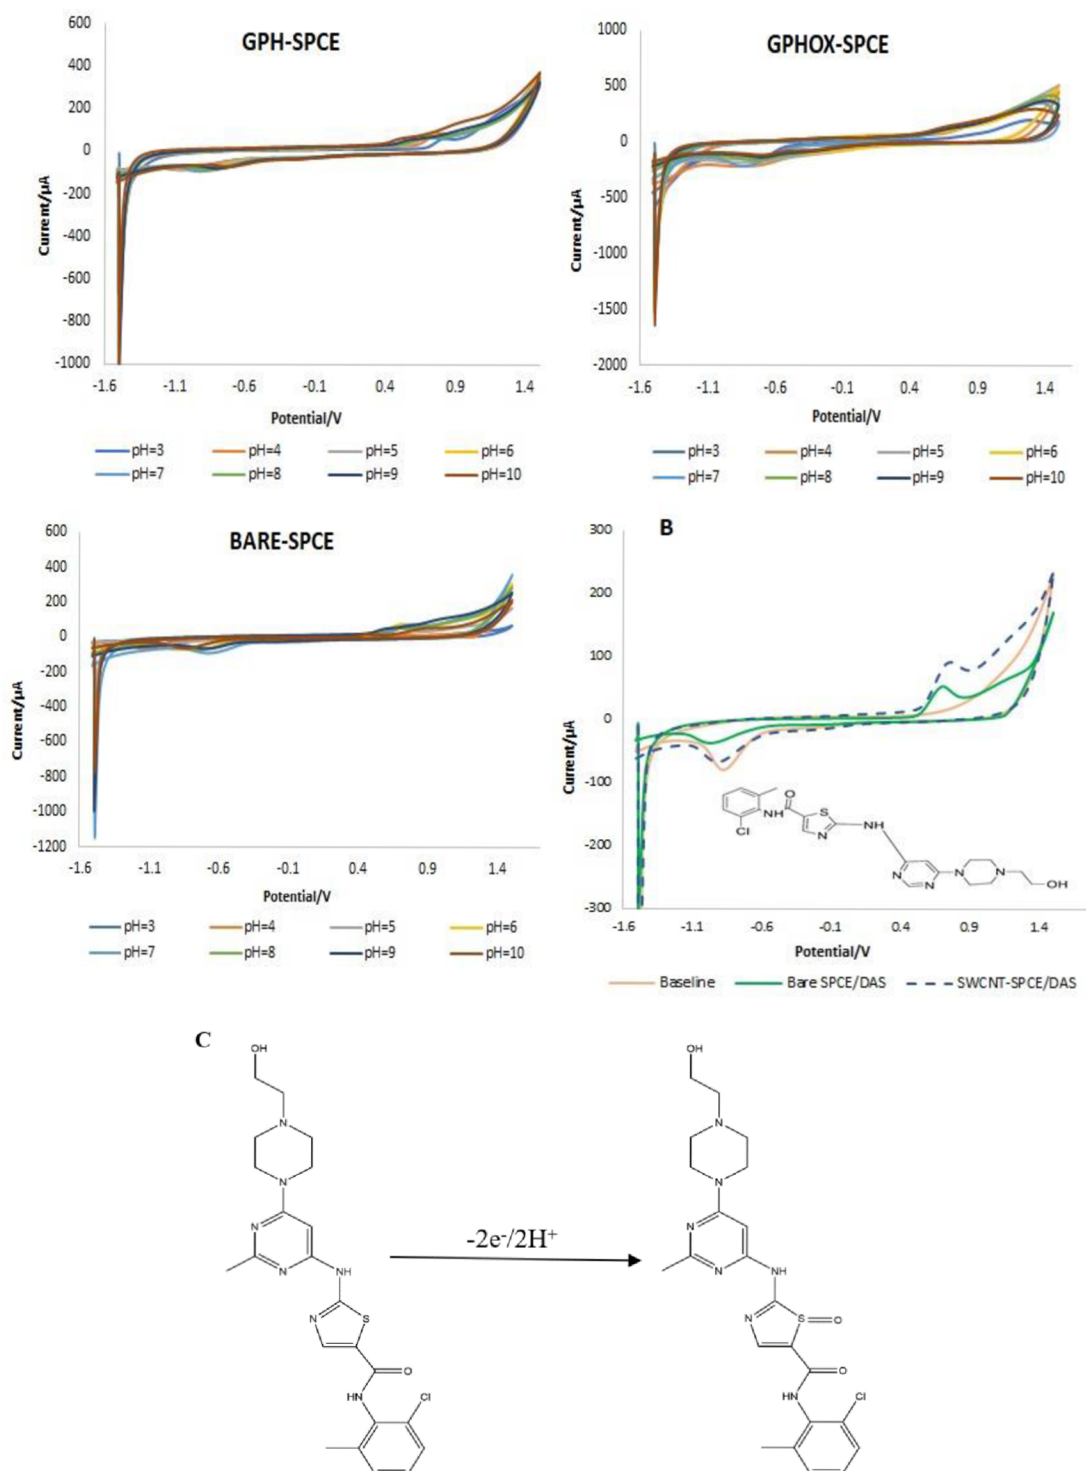 GPH-SPCE
600
400
200
0
-200
-400
-600
-800
-1000
Current/µA
-1.6 -1.1 -0.6 -0.1 0.4 0.9 1.4
Potential/V
pH=3 pH=4 pH=5 pH=6
pH=7 pH=8 pH=9 pH=10
GPHOX-SPCE
1000
500
0
-500
-1000
-1500
-2000
Current/µA
-1.6 -1.1 -0.6 -0.1 0.4 0.9 1.4
Potential/V
pH=3 pH=4 pH=5 pH=6
pH=7 pH=8 pH=9 pH=10
BARE-SPCE
600
400
200
0
-200
-400
-600
-800
-1000
-1200
Current/µA
-1.6 -1.1 -0.6 -0.1 0.4 0.9 1.4
Potential/V
pH=3 pH=4 pH=5 pH=6
pH=7 pH=8 pH=9 pH=10
B
300
200
100
0
-100
-200
-300
Current/µA
O
NH
Cl
S
N
NH
N
N
N
N
OH
-1.6 -1.1 -0.6 -0.1 0.4 0.9 1.4
Potential/V
Baseline Bare SPCE/DAS SWCNT-SPCE/DAS
C
OH
N
N
N
N
NH
N
S
O
HN
Cl
-2e-/2H+
OH
N
N
N
N
NH
N
S
O
O
HN
Cl